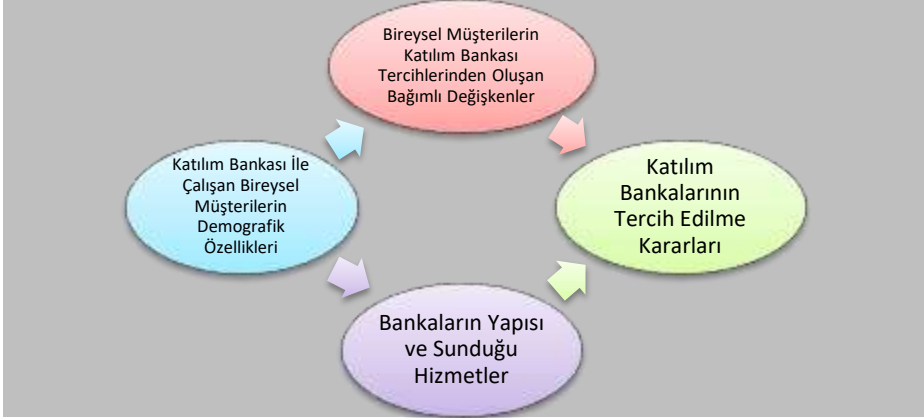 Bireysel Müşterilerin
Katılım Bankası
Tercihlerinden Oluşan
Bağımlı Değişkenler
Katılım Bankası İle
Çalışan Bireysel
Müşterilerin
Demografik
Özellikleri
Katılım
Bankalarının
Tercih Edilme
Kararları
Bankaların Yapısı
ve Sunduğu
Hizmetler